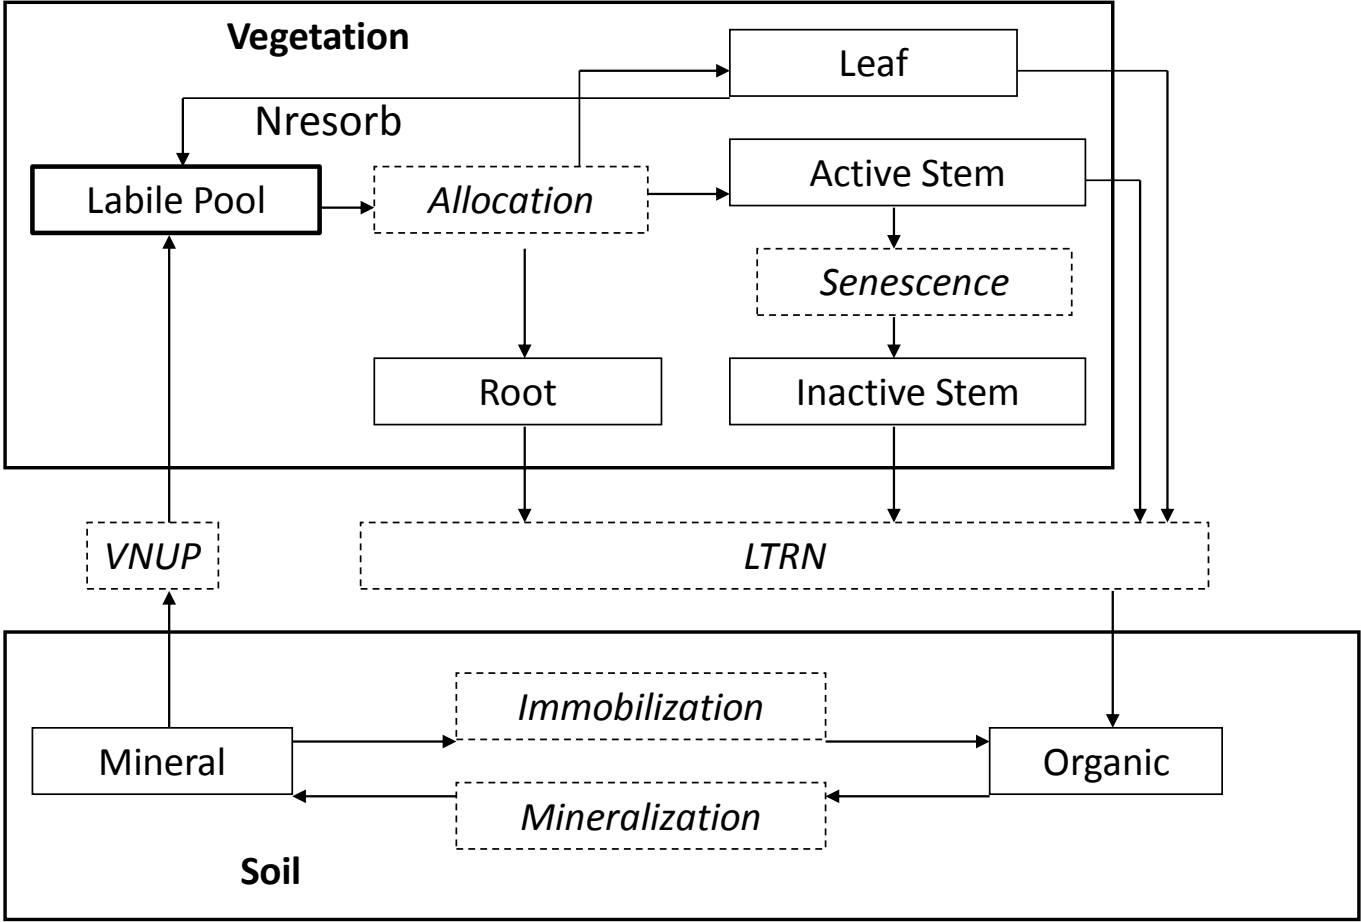 Vegetation
Leaf
Nresorb
Labile Pool
Allocation
Active Stem
Senescence
Root
Inactive Stem
VNUP
LTRN
Immobilization
Mineral
Organic
Mineralization
Soil